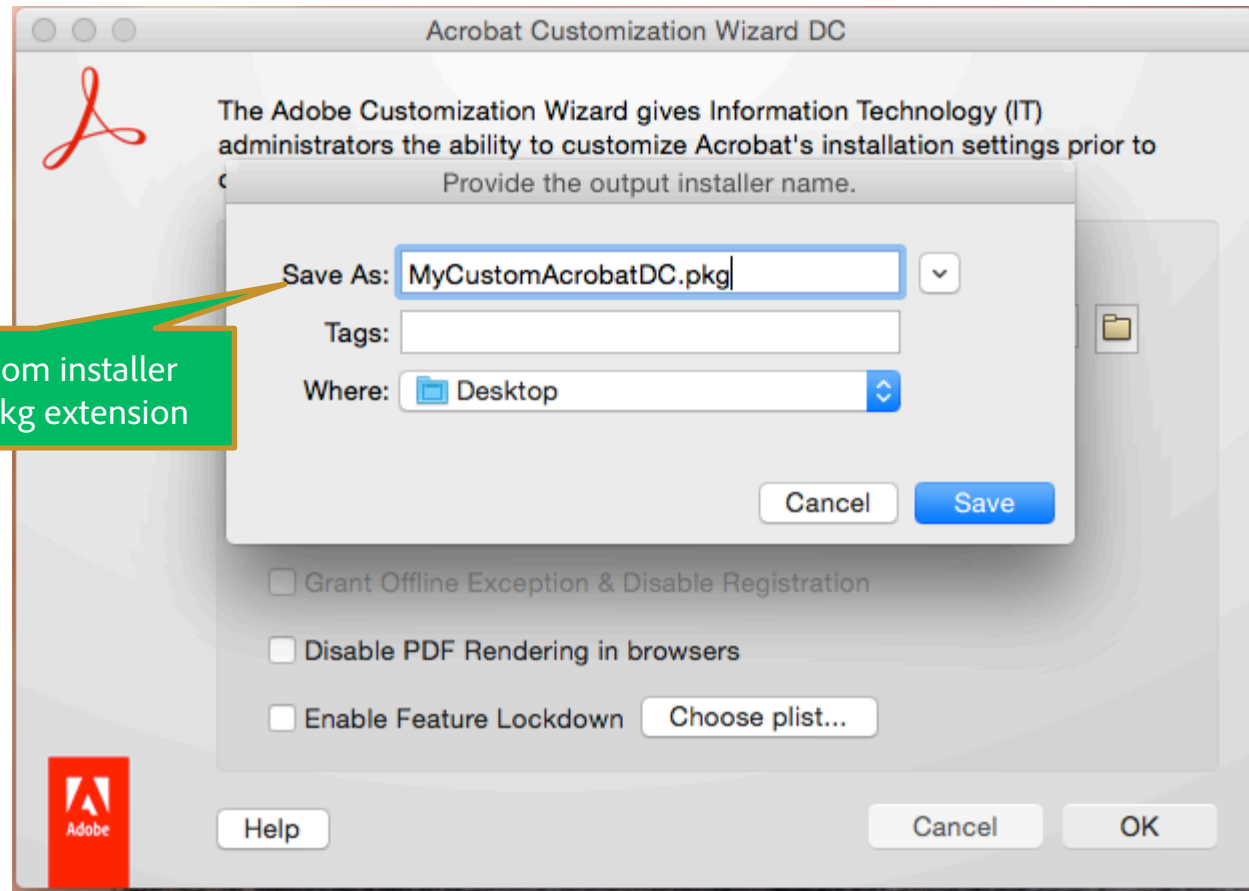 Acrobat Customization Wizard DC
The Adobe Customization Wizard gives Information Technology (IT)
administrators the ability to customize Acrobat's installation settings prior to
Provide the output installer name.
Save As: MyCustomAcrobatDC.pkg
Tags:
om installer
kg extension
Where: Desktop
Cancel Save
Grant Offline Exception & Disable Registration
Disable PDF Rendering in browsers
Enable Feature Lockdown Choose plist...
Adobe
Help Cancel OK